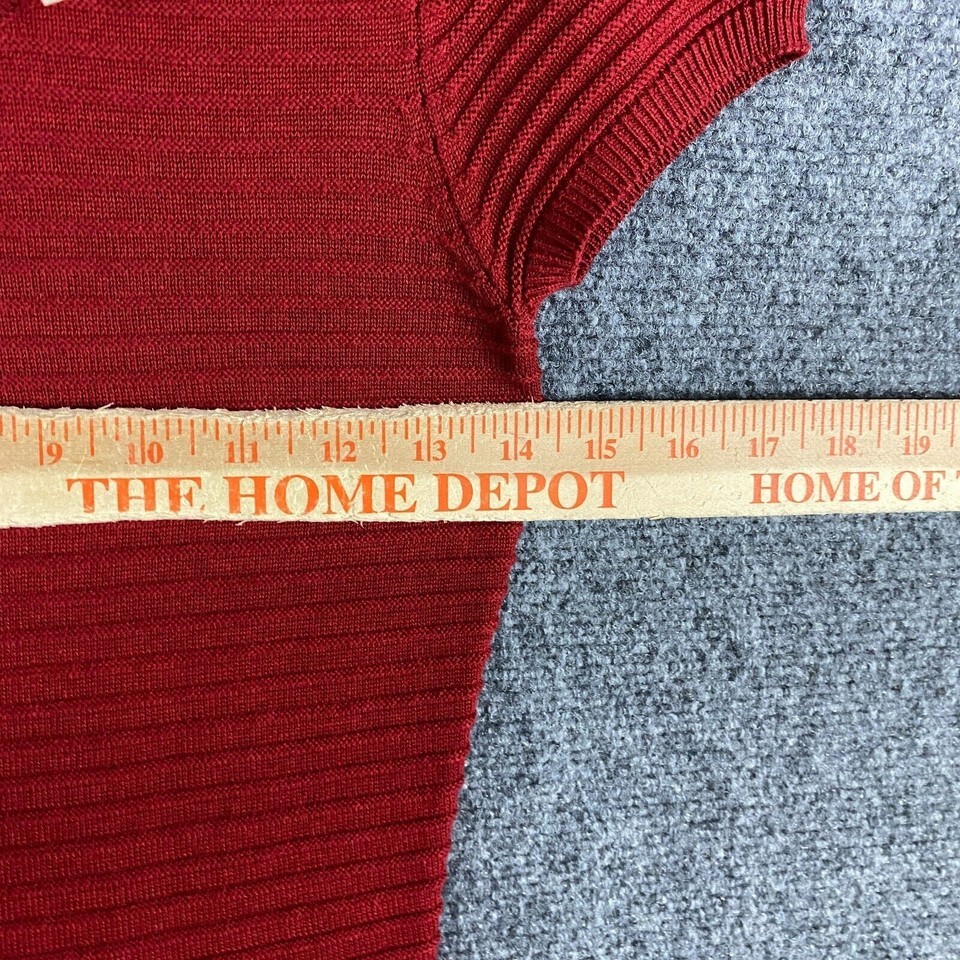 9 10 11 12 13 14 15 16 17 18 19
THE HOME DEPOT HOME OF